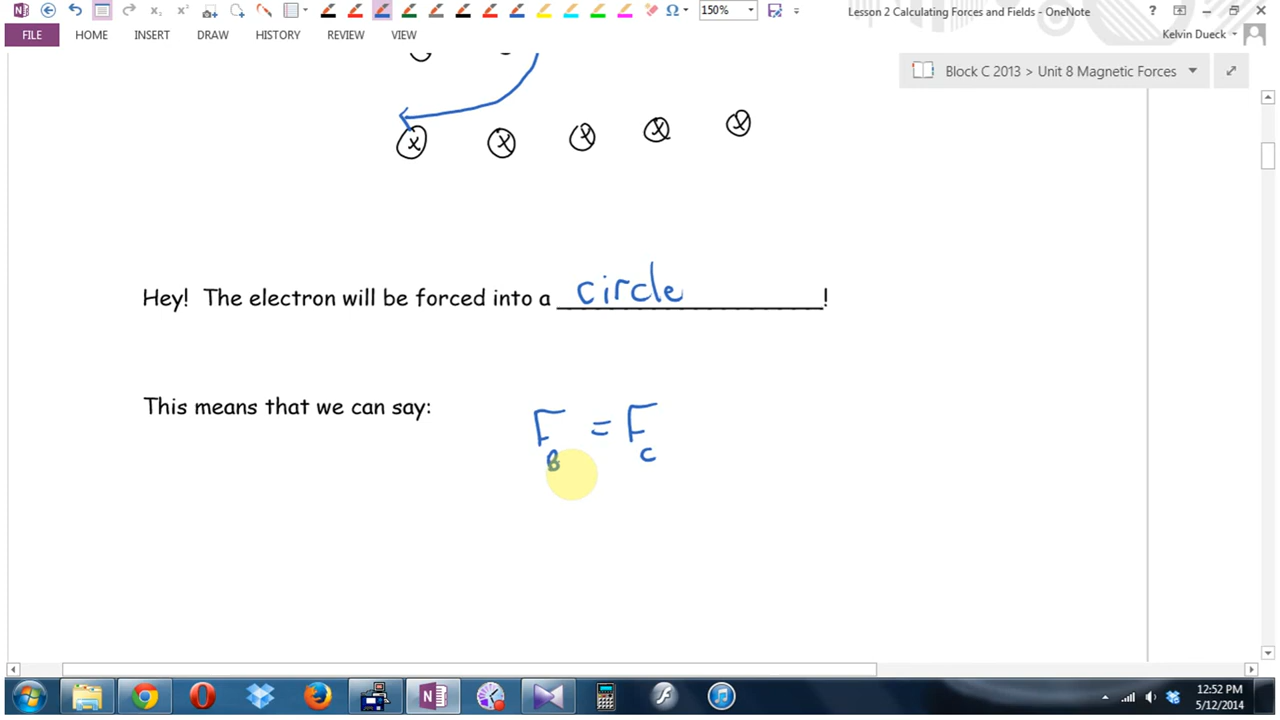 150%
Lesson 2 Calculating Forces and Fields - OneNote
FILE HOME INSERT DRAW HISTORY REVIEW VIEW
Kelvin Dueck
Block C 2013 > Unit 8 Magnetic Forces
x x x x x
Hey! The electron will be forced into a circle!
This means that we can say:
F_B = F_C
12:52 PM
5/12/2014